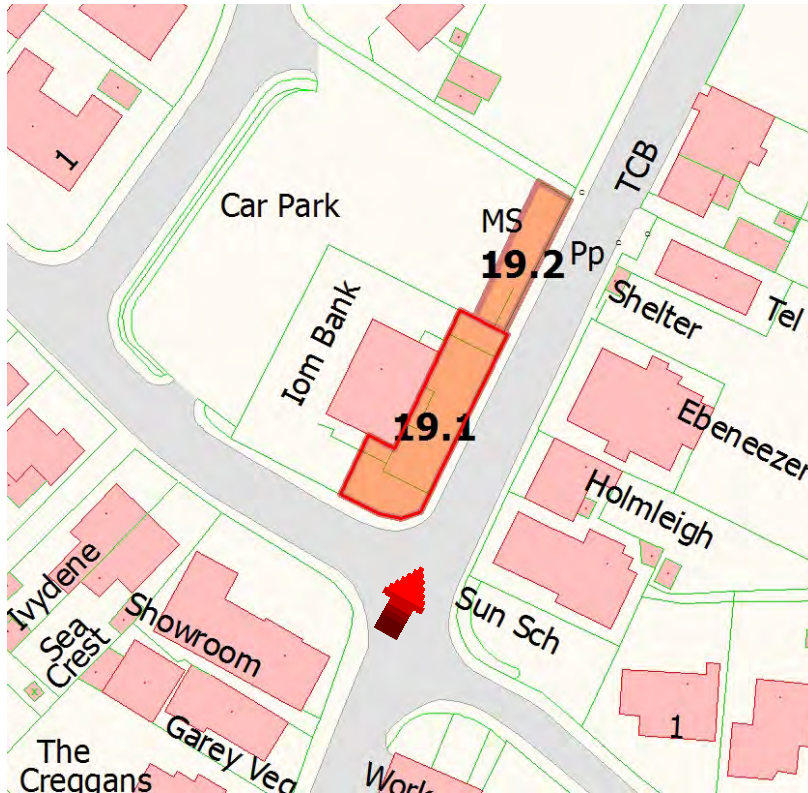 1
Car Park
TCB
MS
19.2
Pp
Shelter
Tel
Iom Bank
19.1
Ebeneezer
Holmleigh
Ivydene
Sea
Crest
Showroom
Sun Sch
Garey Veg
1
The
Creggans
Work